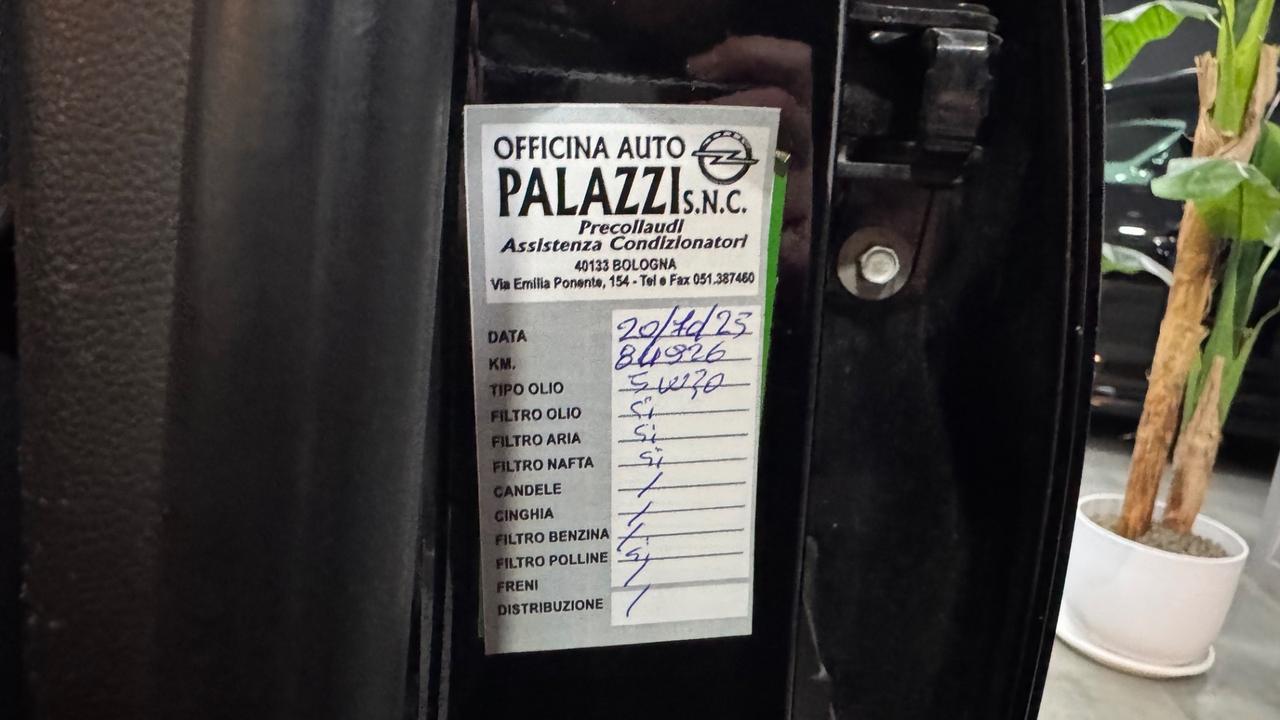 OFFICINA AUTO
PALAZZI S.N.C.
Precollaudi
Assistenza Condizionatori
40133 BOLOGNA
Via Emilia Ponente, 154 - Tel e Fax 051.387460
DATA 20/10/25
KM. 84926
TIPO OLIO 5W30
FILTRO OLIO Si
FILTRO ARIA Si
FILTRO NAFTA Si
CANDELE /
CINGHIA /
FILTRO BENZINA /
FILTRO POLLINE Si
FRENI /
DISTRIBUZIONE /